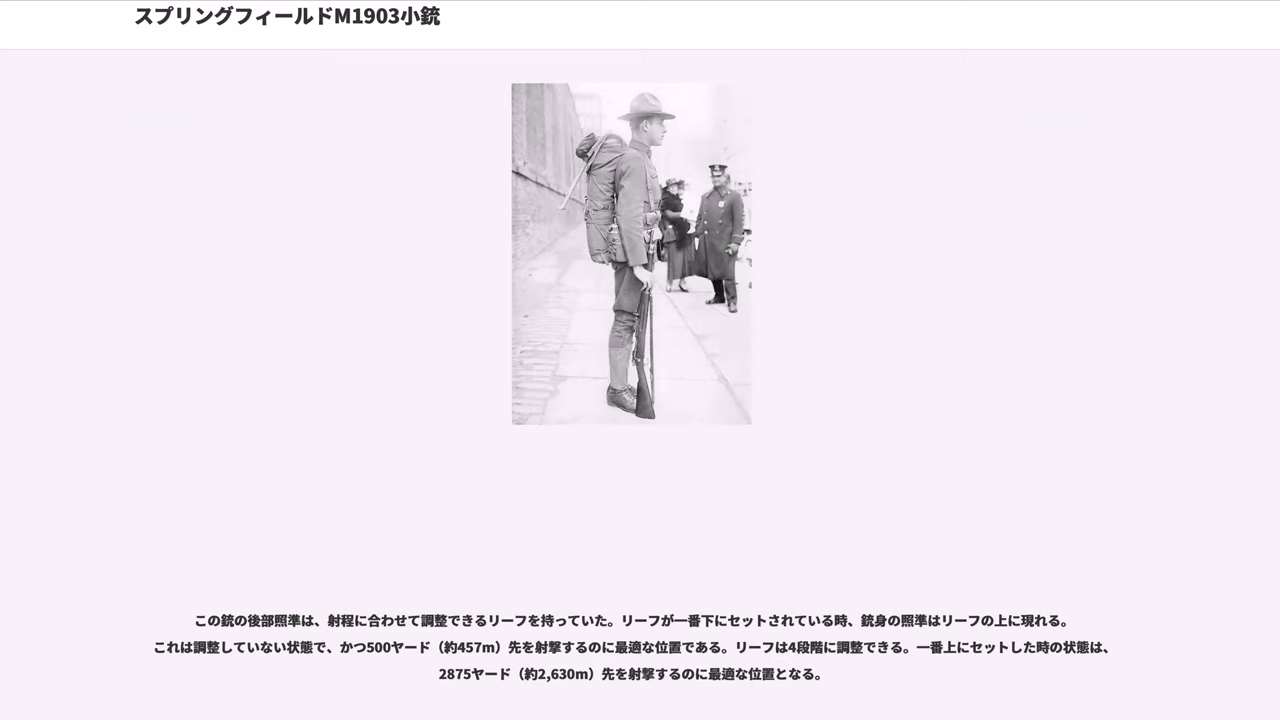 スプリングフィールドM1903小銃
この銃の後部照準は、射程に合わせて調整できるリーフを持っていた。リーフが一番下にセットされている時、銃身の照準はリーフの上に現れる。
これは調整していない状態で、かつ500ヤード（約457m）先を射撃するのに最適な位置である。リーフは4段階に調整できる。一番上にセットした時の状態は、
2875ヤード（約2,630m）先を射撃するのに最適な位置となる。